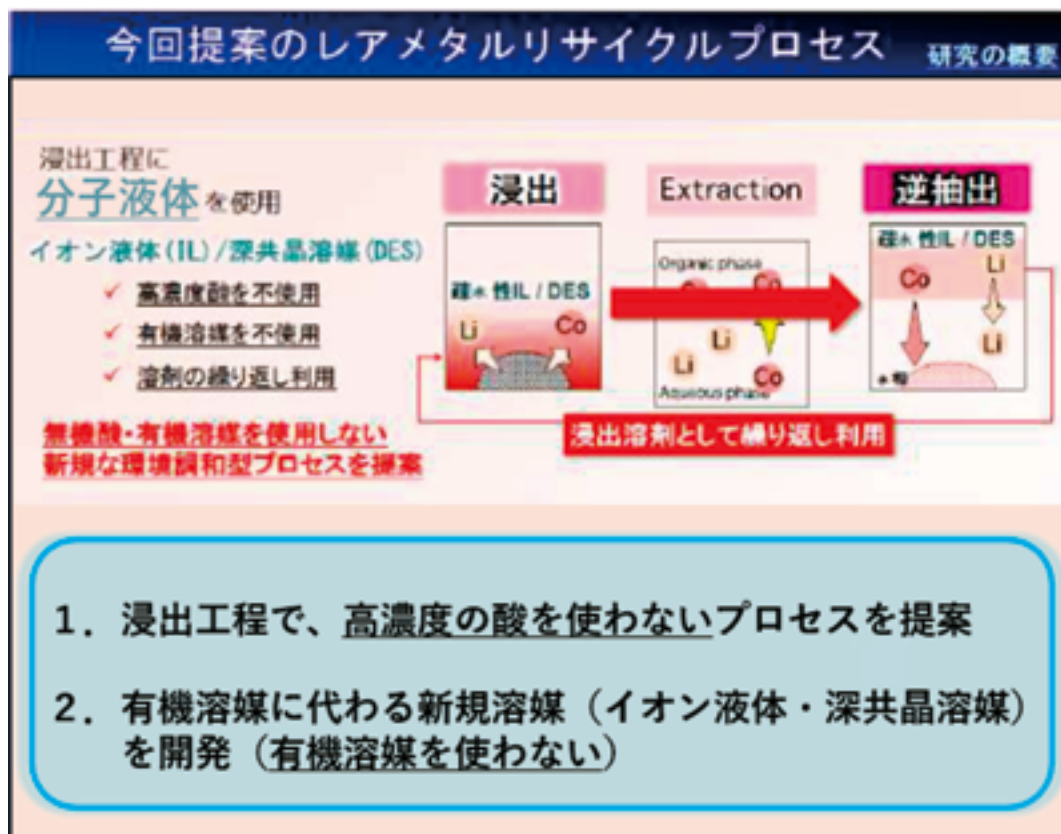 今回提案のレアメタルリサイクルプロセス
研究の概要
浸出工程に
分子液体を使用
イオン液体(IL)/深共晶溶媒(DES)
✓ 高濃度酸を不使用
✓ 有機溶媒を不使用
✓ 溶剤の繰り返し利用
無機酸・有機溶媒を使用しない
新規な環境調和型プロセスを提案
浸出
疎水性IL / DES
Li
Co
Extraction
Organic phase
Co
Li
Li
Co
Aqueous phase
逆抽出
疎水性IL / DES
Co
Li
Li
水相
浸出溶剤として繰り返し利用
1. 浸出工程で、高濃度の酸を使わないプロセスを提案
2. 有機溶媒に代わる新規溶媒（イオン液体・深共晶溶媒）
を開発（有機溶媒を使わない）